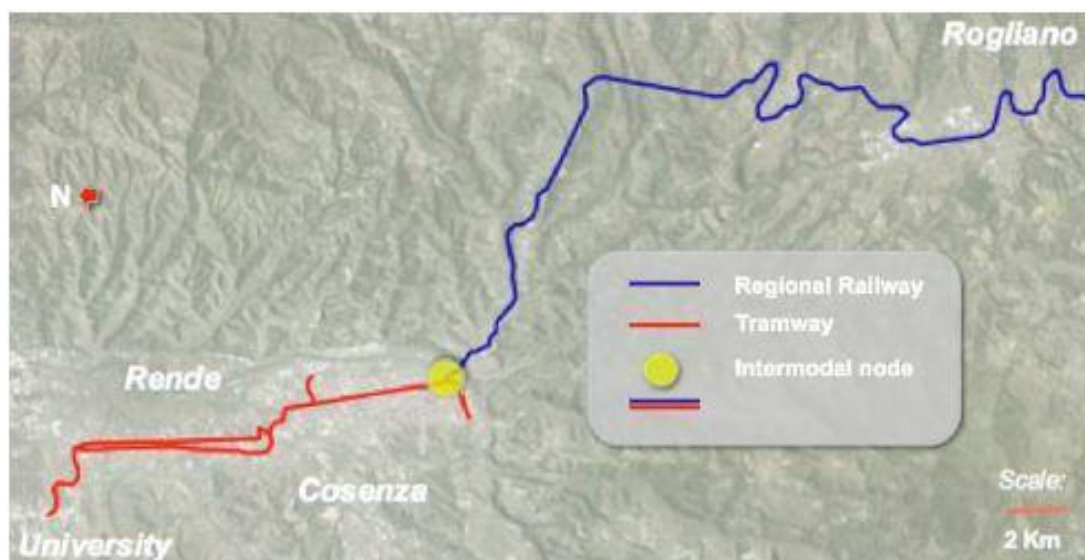 Rogliano
N
Regional Railway
Tramway
Rende
Intermodal node
Cosenza
Scale:
University
2 Km